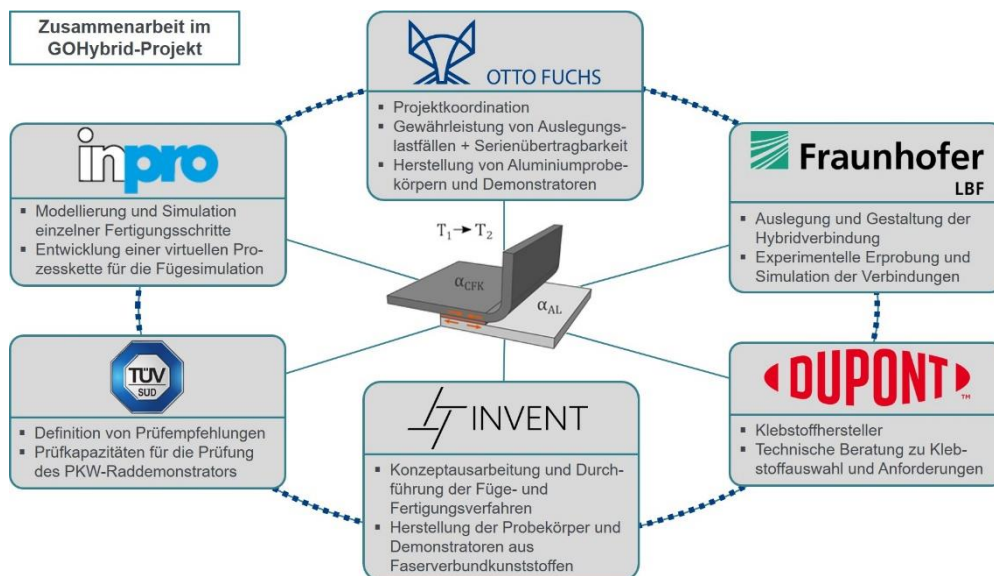 Zusammenarbeit im
GOHybrid-Projekt
OTTO FUCHS
▪ Projektkoordination
▪ Gewährleistung von Auslegungs-
lastfällen + Serienübertragbarkeit
▪ Herstellung von Aluminiumprobe-
körpern und Demonstratoren
inpro
▪ Modellierung und Simulation
einzelner Fertigungsschritte
▪ Entwicklung einer virtuellen Pro-
zesskette für die Fügesimulation
Fraunhofer
LBF
▪ Auslegung und Gestaltung der
Hybridverbindung
▪ Experimentelle Erprobung und
Simulation der Verbindungen
T₁→T₂
α_CFK
α_AL
TÜV
SÜD
▪ Definition von Prüfempfehlungen
▪ Prüfkapazitäten für die Prüfung
des PKW-Raddemonstrators
INVENT
▪ Konzeptausarbeitung und Durch-
führung der Füge- und
Fertigungsverfahren
▪ Herstellung der Probekörper und
Demonstratoren aus
Faserverbundkunststoffen
DUPONT™
▪ Klebstoffhersteller
▪ Technische Beratung zu Kleb-
stoffauswahl und Anforderungen